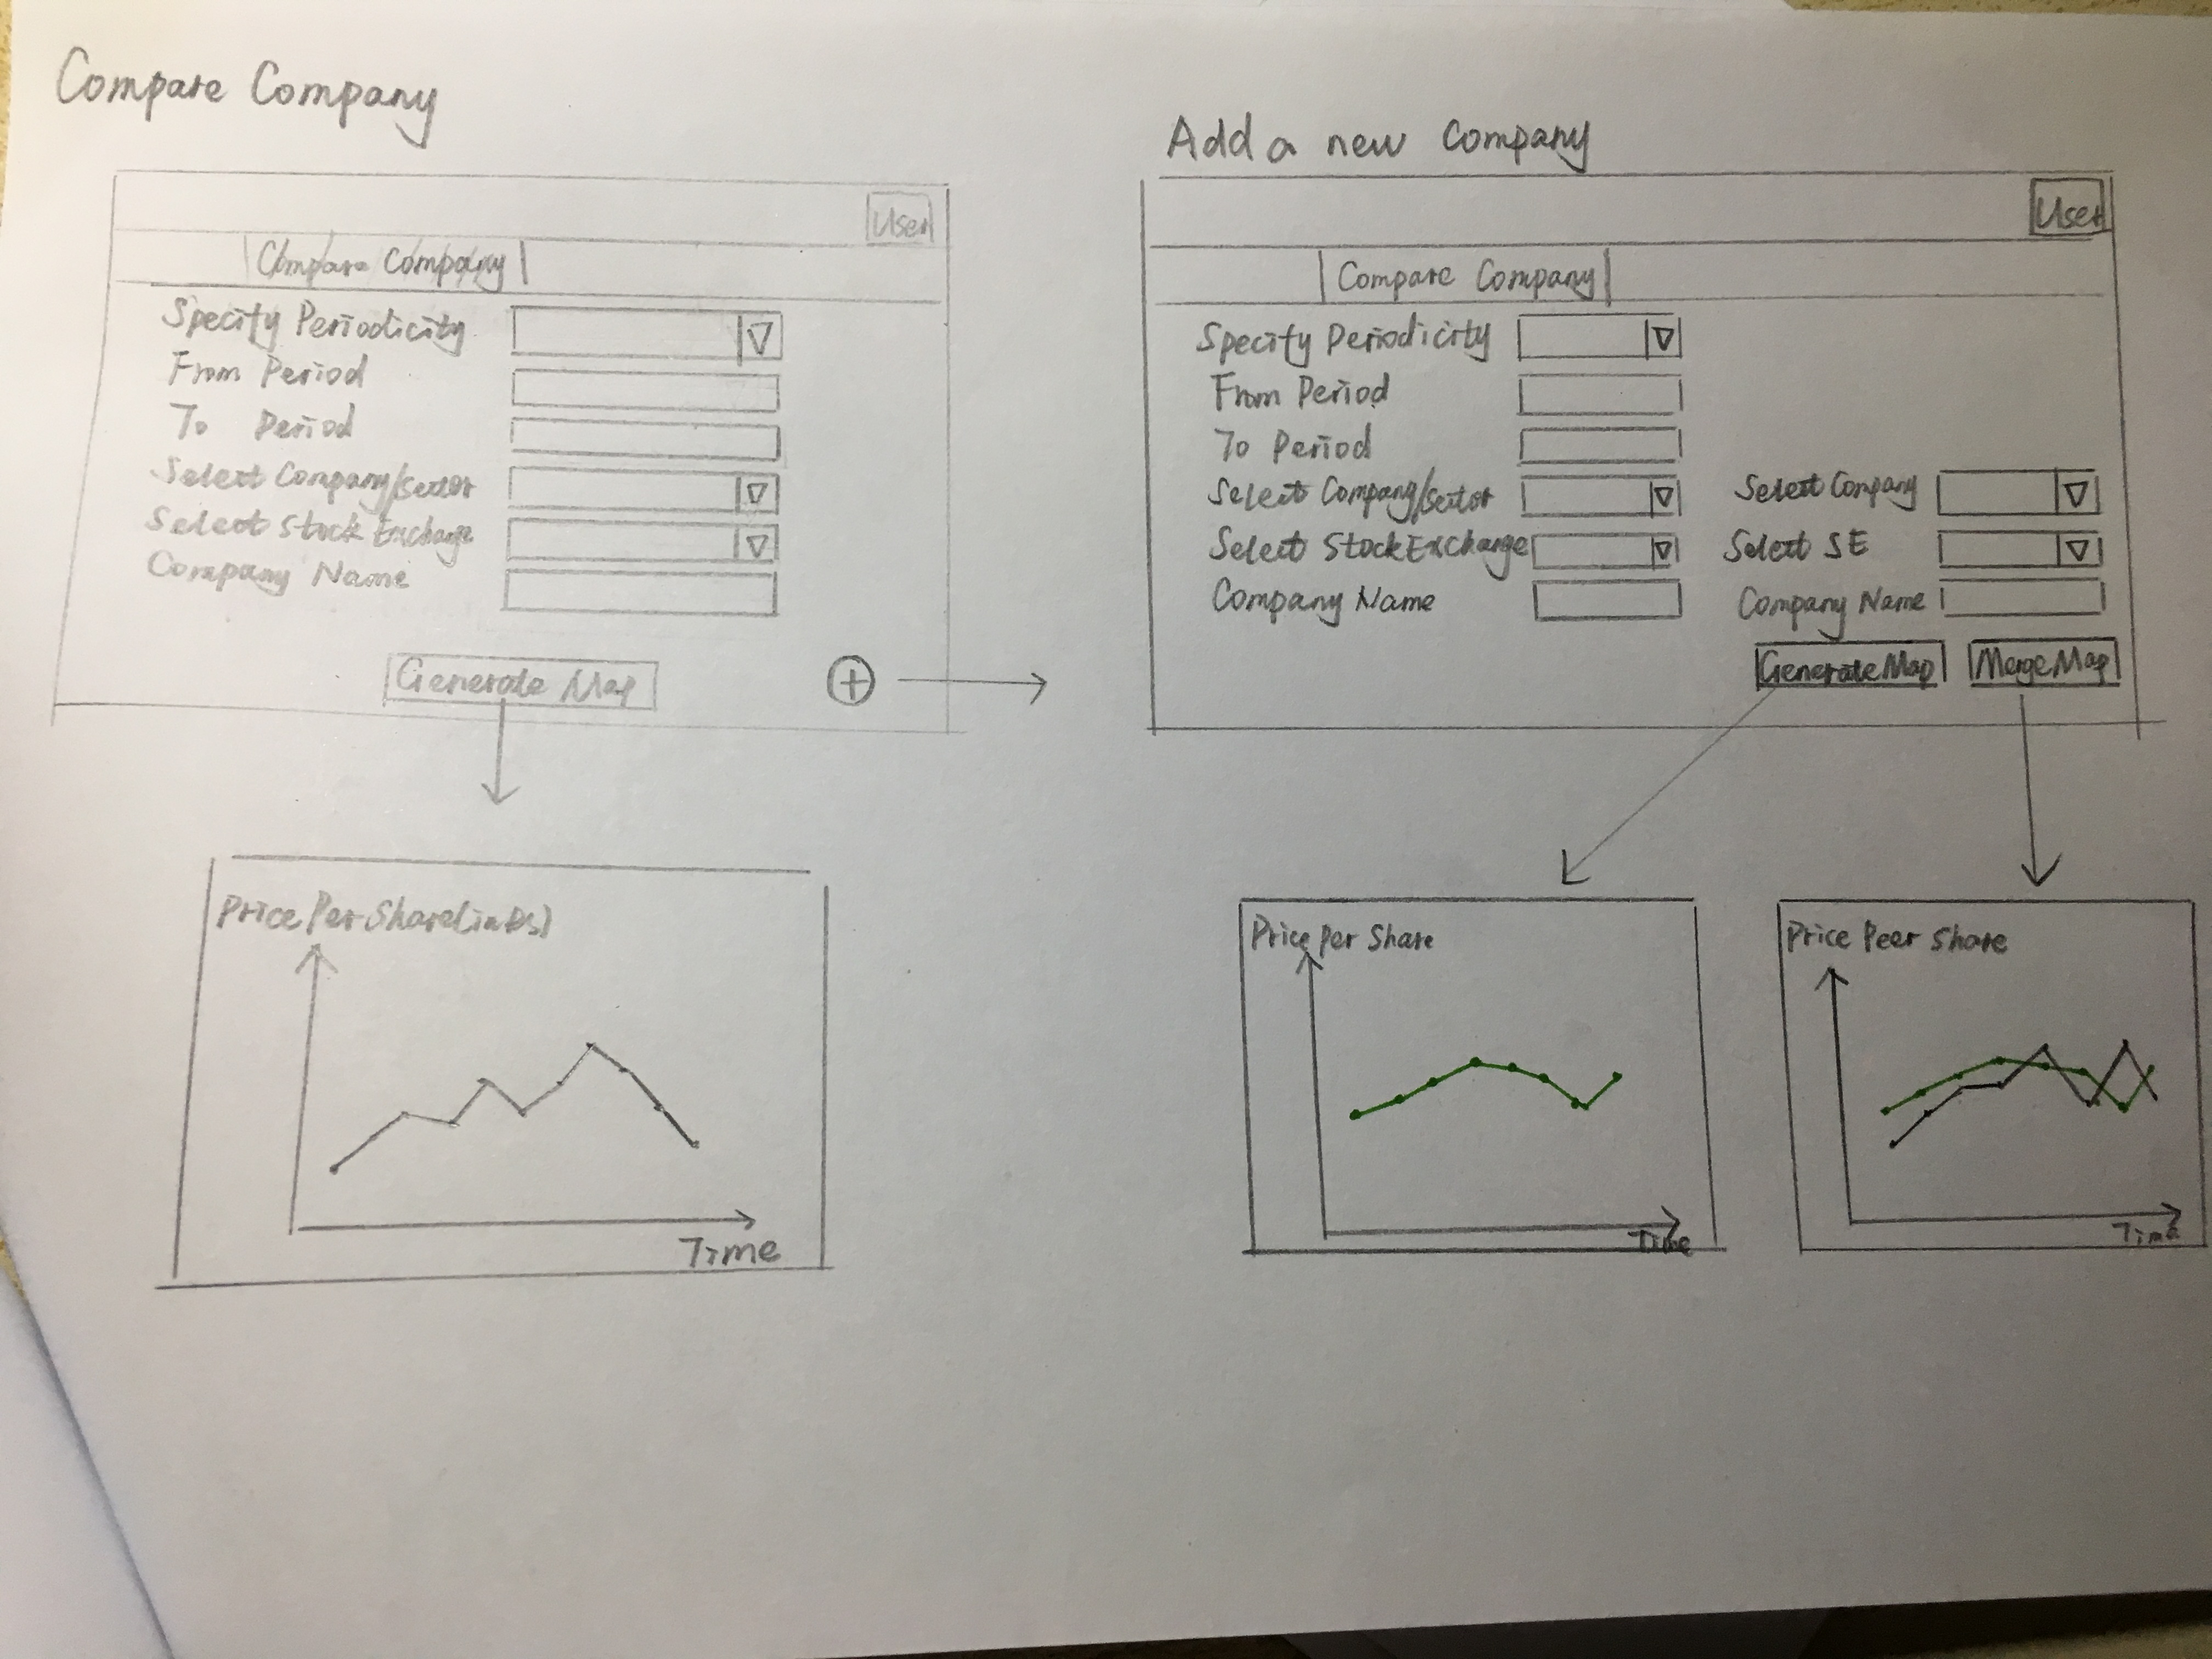 Compare Company
User
Compare Company
Specify Periodicity
From Period
To Period
Select Company/Sector
Select Stock Exchange
Company Name
Generate Map
Price Per Share(in Rs)
Time
Add a new Company
User
Compare Company
Specify Periodicity
From Period
To Period
Select Company/Sector
Select Company
Select Stock Exchange
Select SE
Company Name
Company Name
Generate Map
Merge Map
Price Per Share
Time
Price Peer Share
Time